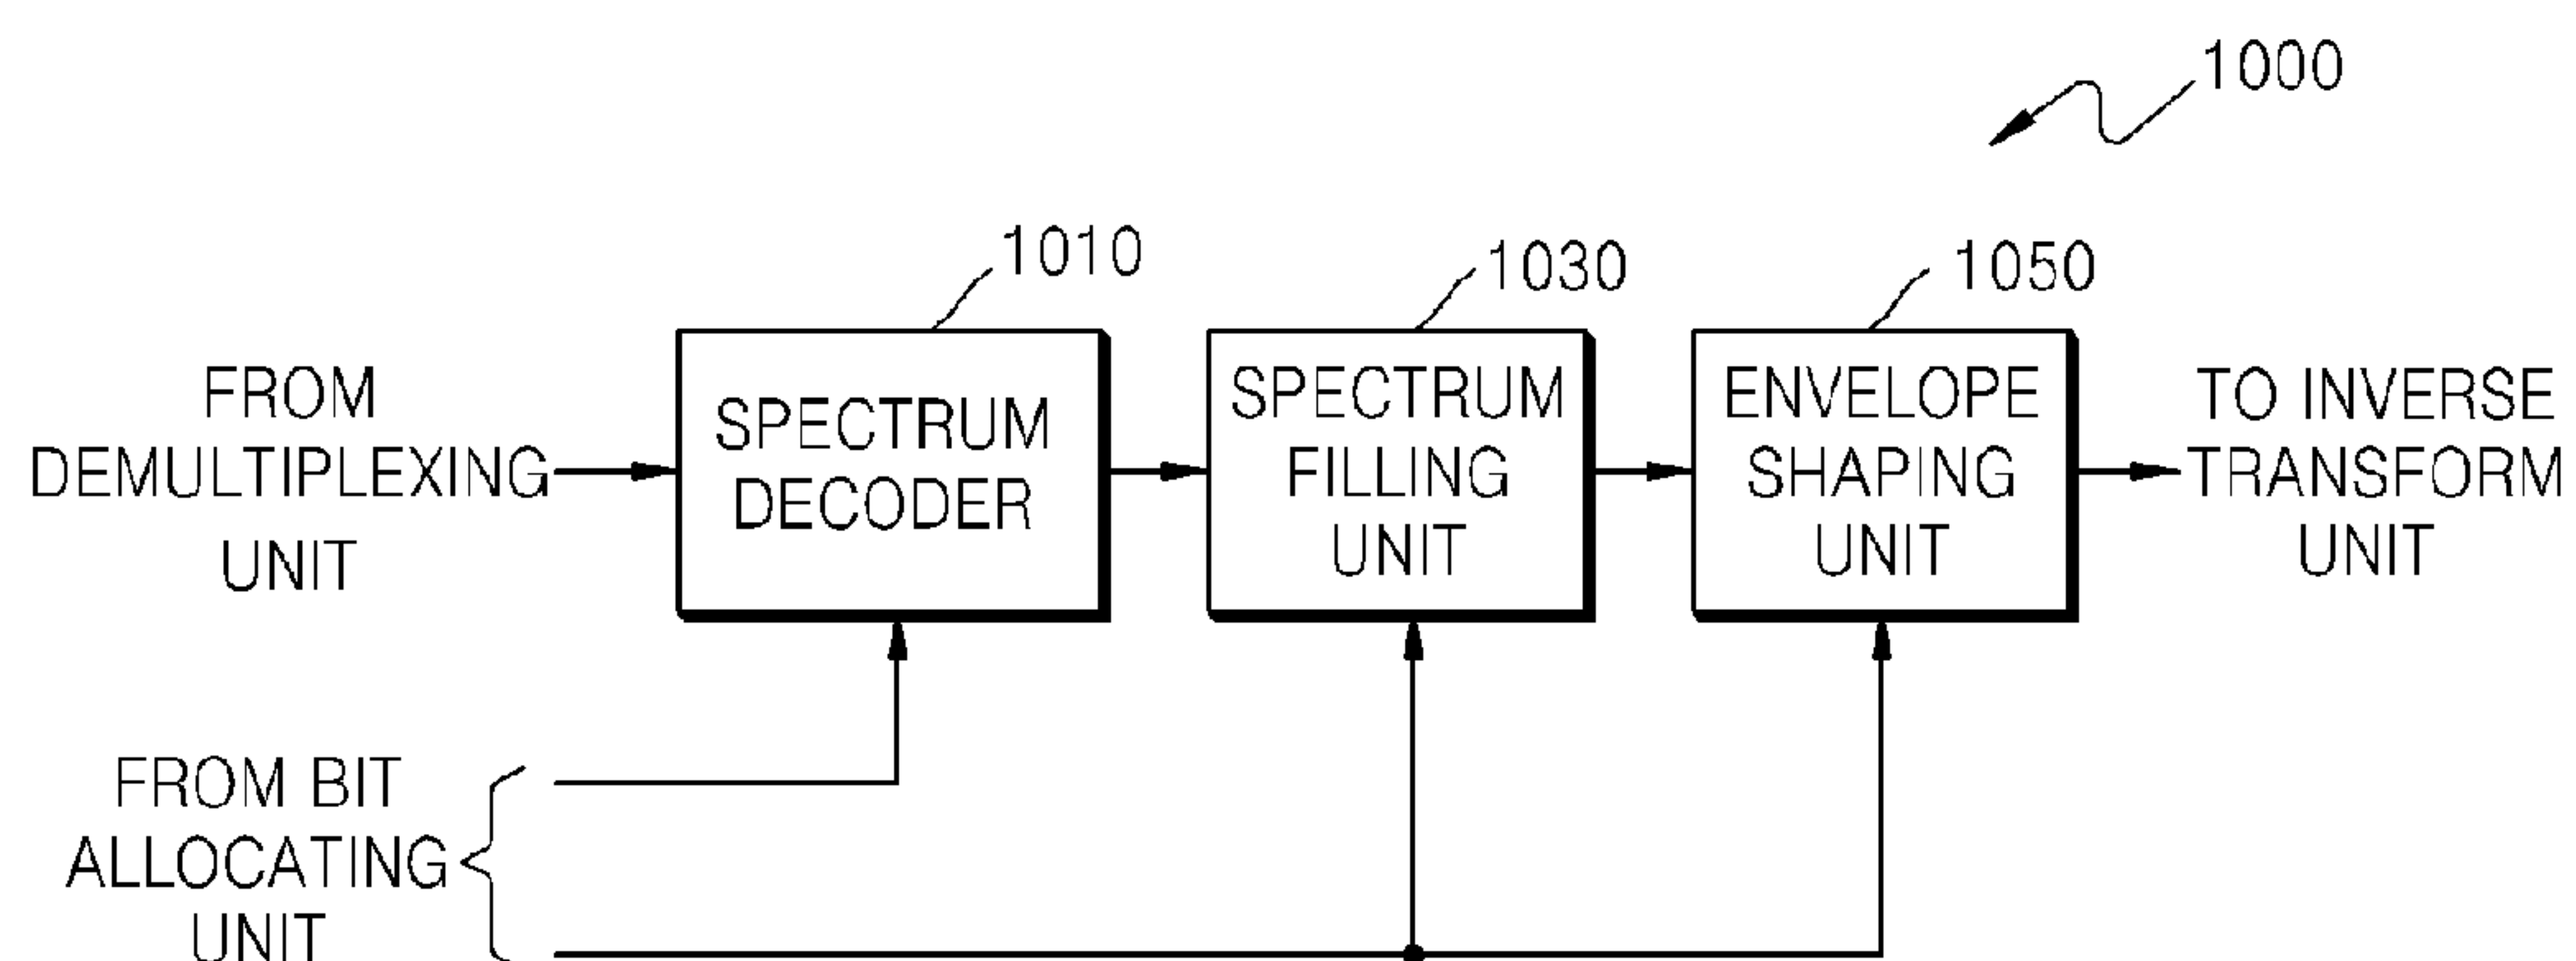 1000
1010
1030
1050
FROM
DEMULTIPLEXING
UNIT
SPECTRUM
DECODER
SPECTRUM
FILLING
UNIT
ENVELOPE
SHAPING
UNIT
TO INVERSE
TRANSFORM
UNIT
FROM BIT
ALLOCATING
UNIT